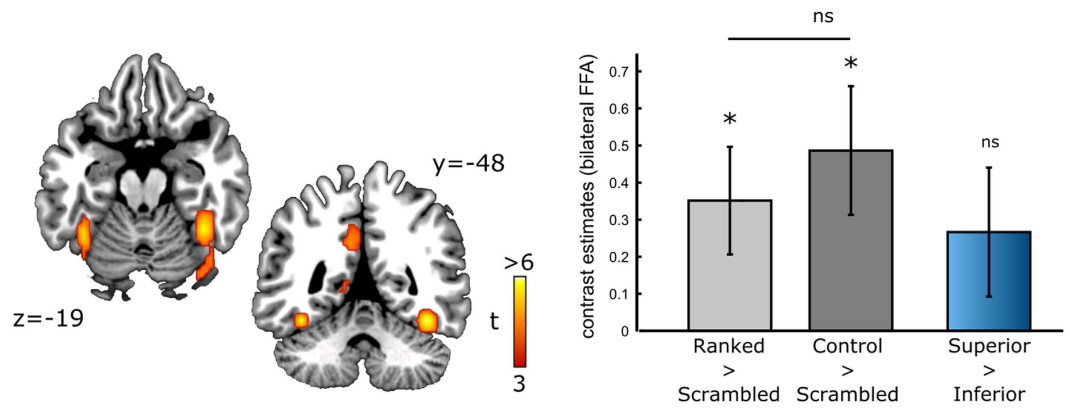 z=-19
y=-48
>6
t
3
contrast estimates (bilateral FFA)
0.7
0.6
0.5
0.4
0.3
0.2
0.1
0
ns
*
*
ns
Ranked
>
Scrambled
Control
>
Scrambled
Superior
>
Inferior